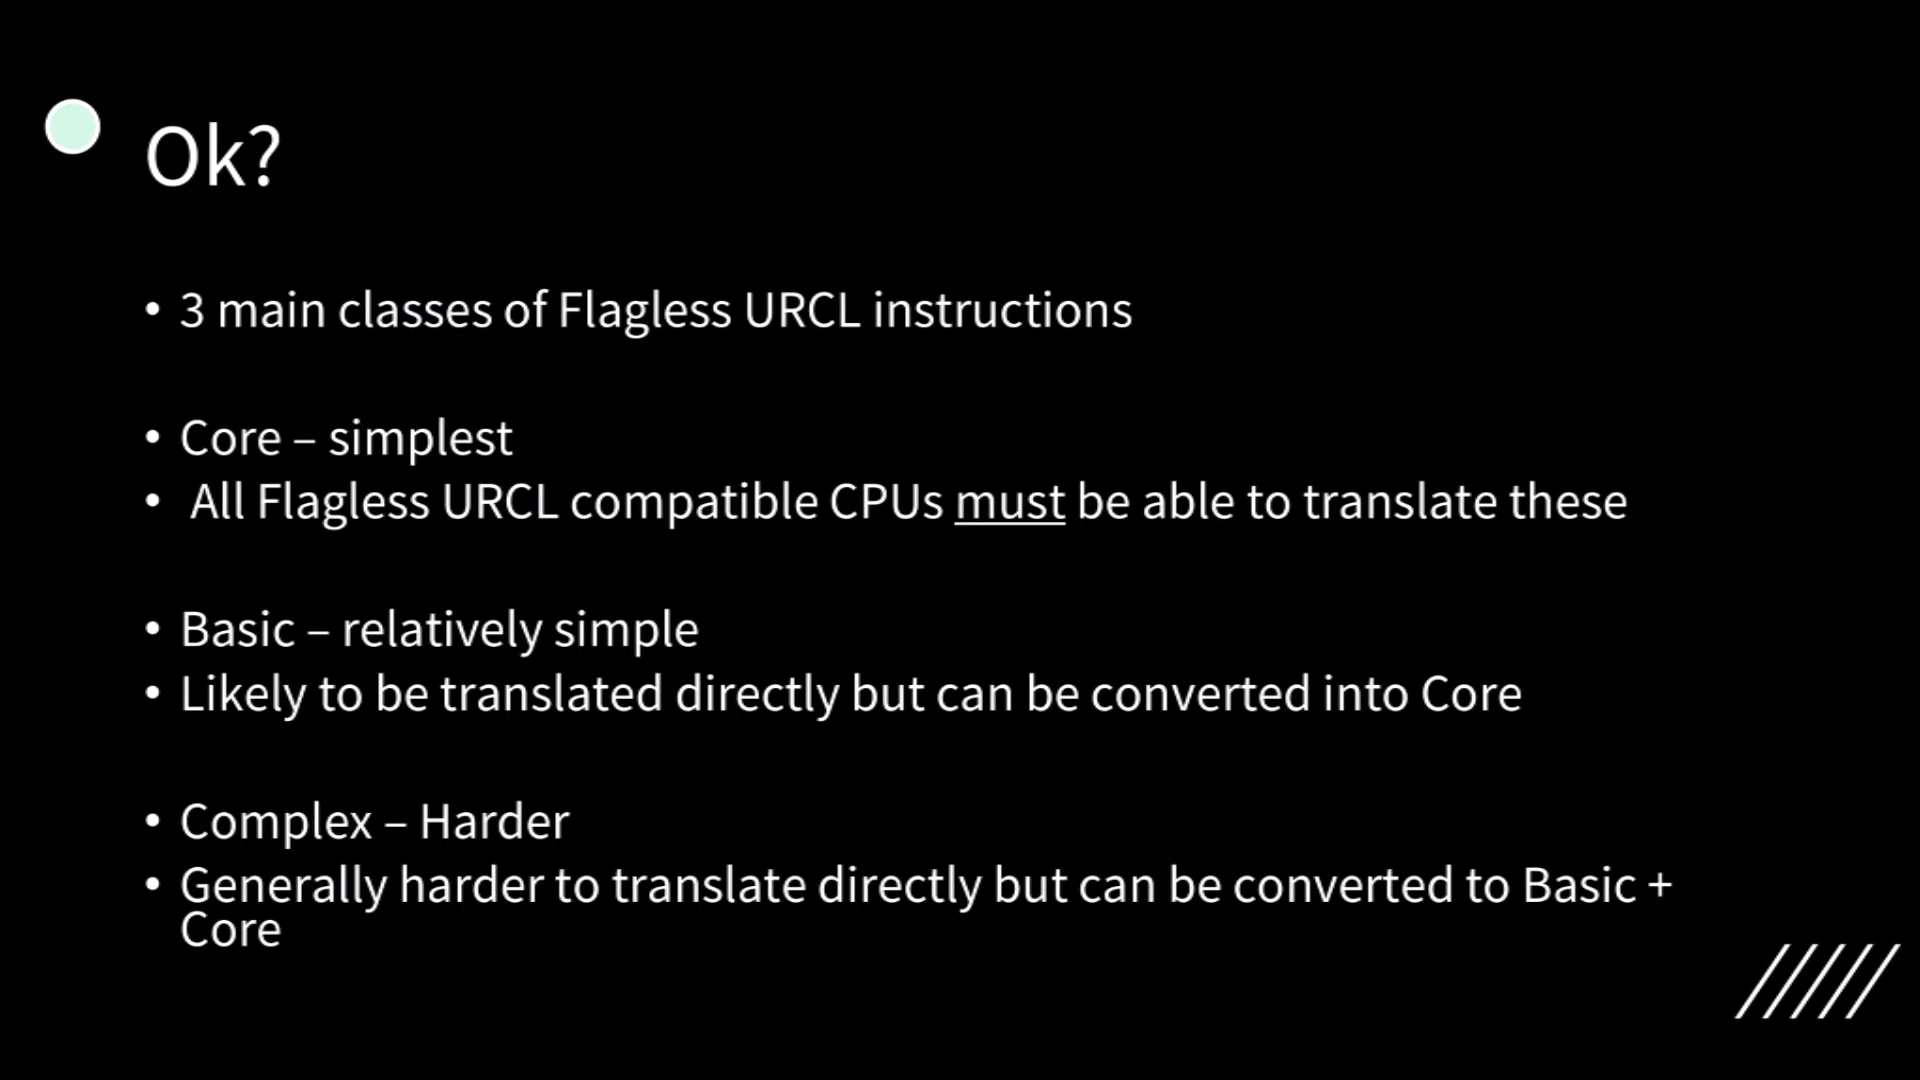 Ok?
• 3 main classes of Flagless URCL instructions
• Core – simplest
• All Flagless URCL compatible CPUs must be able to translate these
• Basic – relatively simple
• Likely to be translated directly but can be converted into Core
• Complex – Harder
• Generally harder to translate directly but can be converted to Basic +
Core